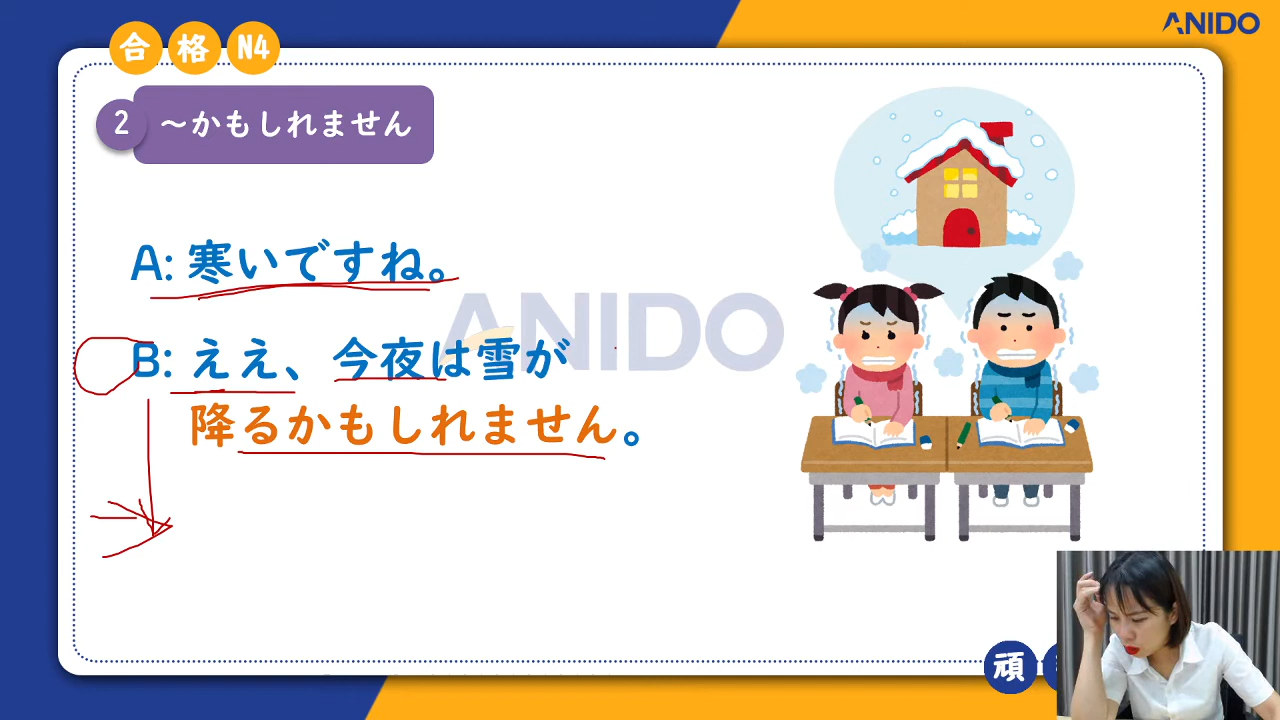 ANIDO
合格N4
2 ～かもしれません
A: 寒いですね。
ANIDO
B: ええ、今夜は雪が
降るかもしれません。
頑